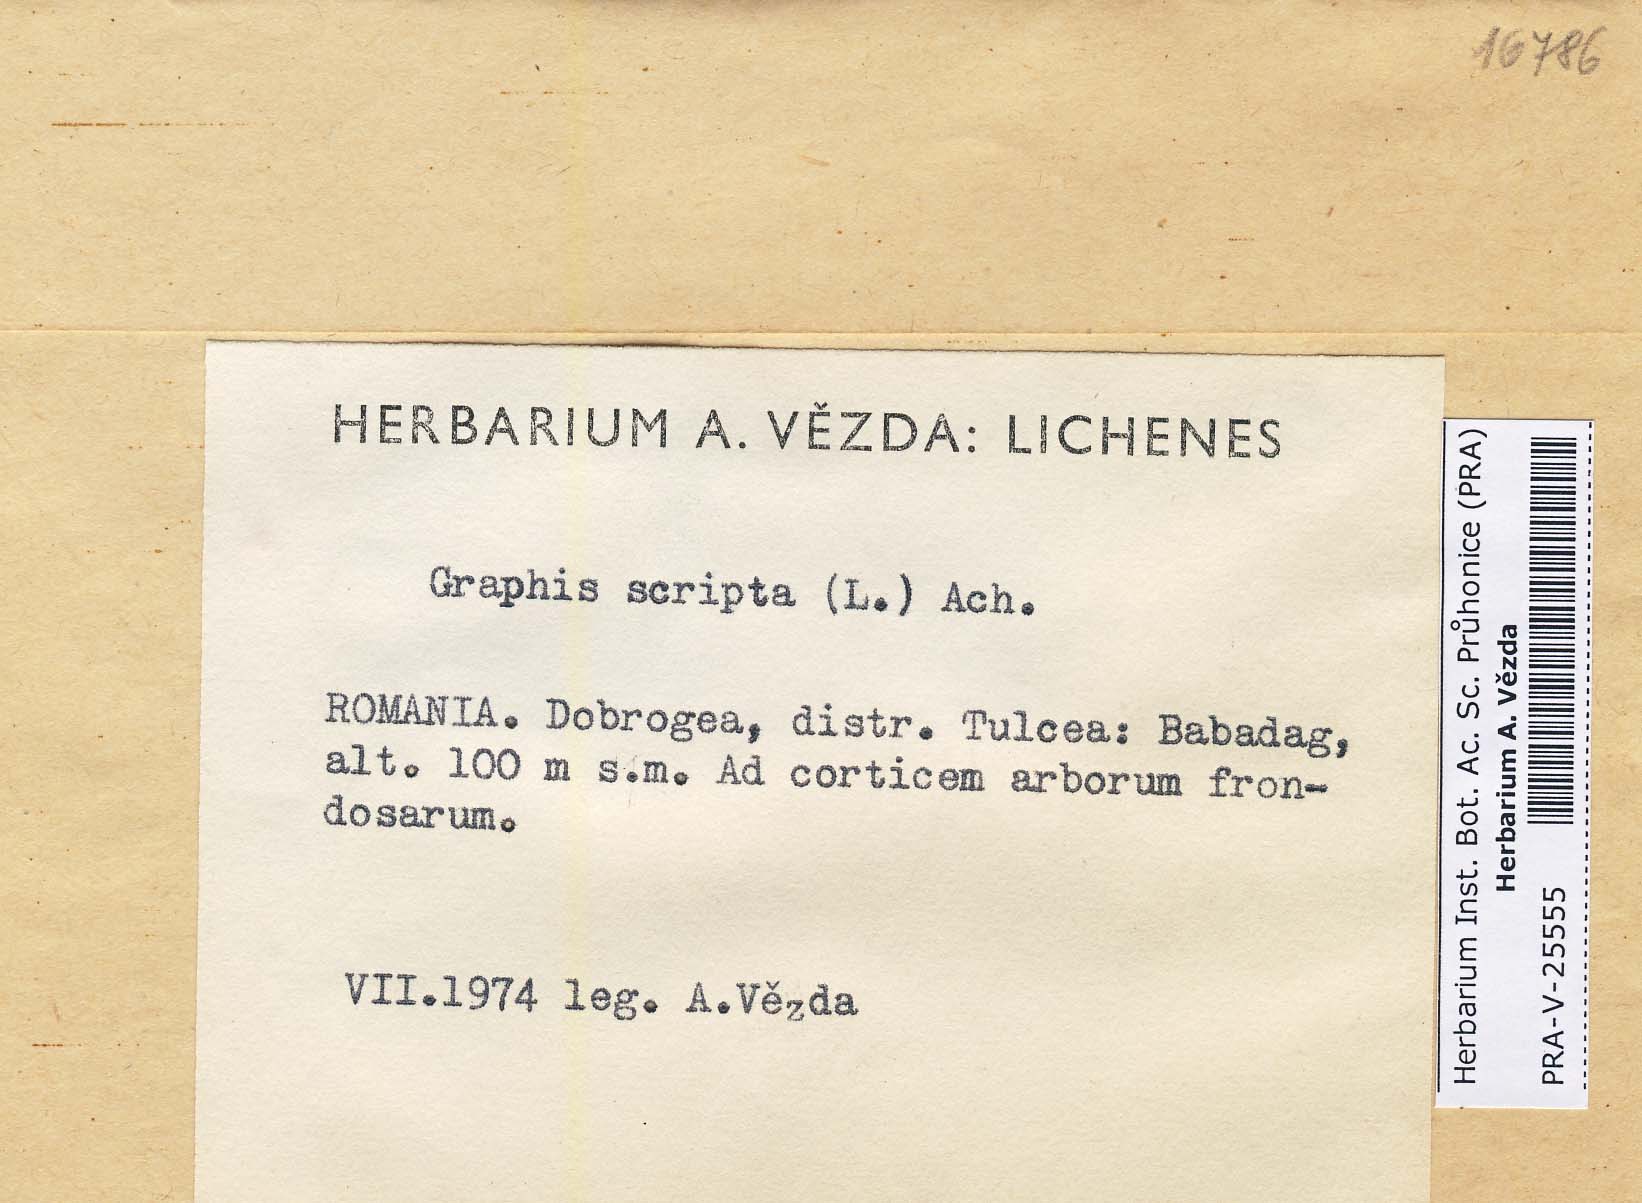 16786
HERBARIUM A. VĚZDA: LICHENES
Graphis scripta (L.) Ach.
ROMANIA. Dobrogea, distr. Tulcea: Babadag,
alt. 100 m s.m. Ad corticem arborum fron-
dosarum.
VII.1974 leg. A.Vězda
Herbarium Inst. Bot. Ac. Sc. Průhonice (PRA)
Herbarium A. Vězda
PRA-V-25555